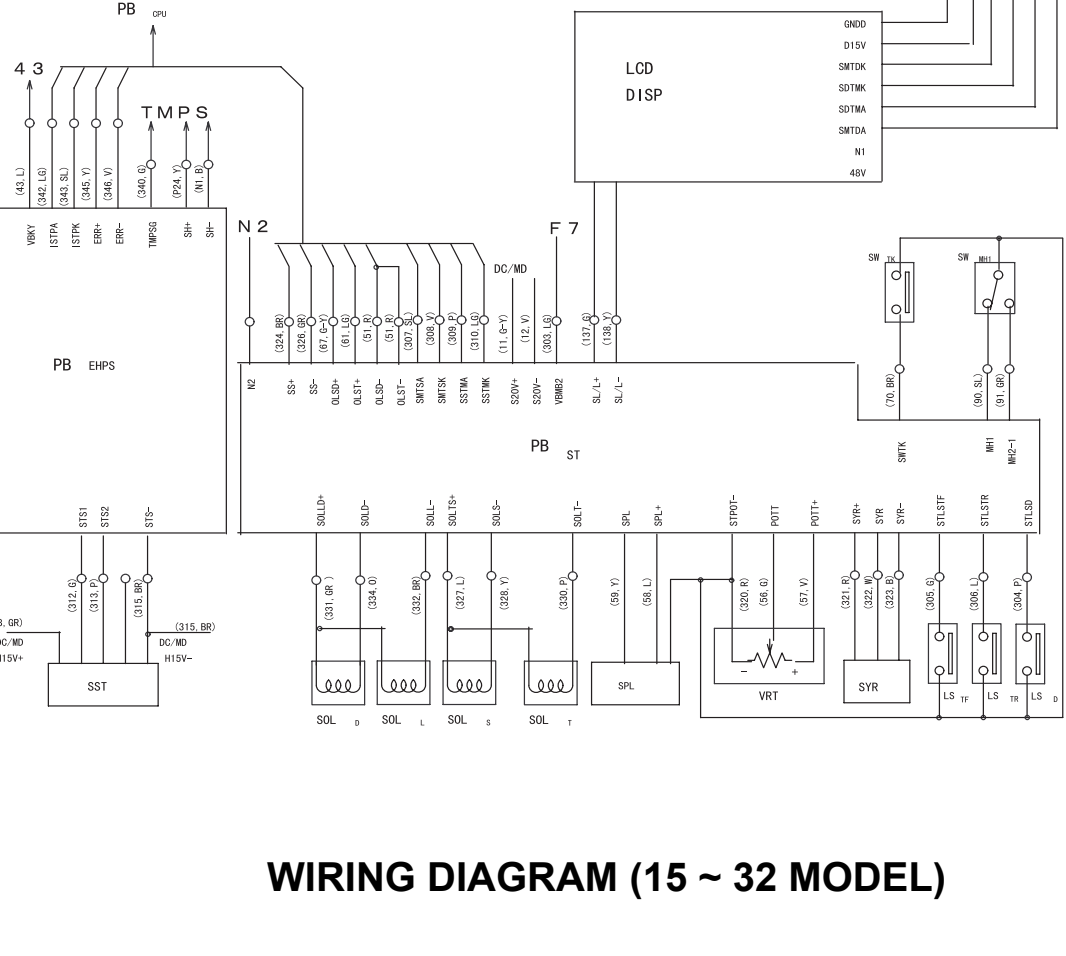 PB CPU
GNDD
D15V
SMTDK
SDTMK
SDTMA
SMTDA
N1
48V
LCD
DISP
43
TMPS
(43, L)
(342, LG)
(343, SL)
(345, Y)
(346, V)
(340, G)
(P24, Y)
(N1, B)
VBKY
ISTPA
ISTPK
ERR+
ERR-
TMPSG
SH+
SH-
N2
F7
DC/MD
SW TK
SW MH1
(324, BR)
(326, GR)
(67, G-Y)
(61, LG)
(51, R)
(51, R)
(307, SL)
(308, V)
(309, P)
(310, LG)
(11, G-Y)
(12, V)
(303, LG)
(137, G)
(138, Y)
(70, BR)
(90, SL)
(91, GR)
PB EHPS
N2
SS+
SS-
OLSD+
OLST+
OLSD-
OLST-
SMTSA
SMTSK
SSTMA
SSTMK
S20V+
S20V-
VBMB2
SL/L+
SL/L-
SWTK
MH1
MH2-1
PB ST
STS1
STS2
STS-
SOLLD+
SOLD-
SOLL-
SOLTS+
SOLS-
SOLT-
SPL
SPL+
STPOT-
POTT
POTT+
SYR+
SYR
SYR-
STLSTF
STLSTR
STLSD
(312, G)
(313, P)
(315, BR)
(331, GR )
(334, O)
(332, BR)
(327, L)
(328, Y)
(330, P)
(59, Y)
(58, L)
(320, R)
(56, G)
(57, V)
(321, R)
(322, W)
(323, B)
(305, G)
(306, L)
(304, P)
, GR)
(315, BR)
C/MD
DC/MD
15V+
H15V-
SST
SPL
- +
VRT
SYR
SOL D
SOL L
SOL S
SOL T
LS TF
LS TR
LS D
WIRING DIAGRAM (15 ~ 32 MODEL)